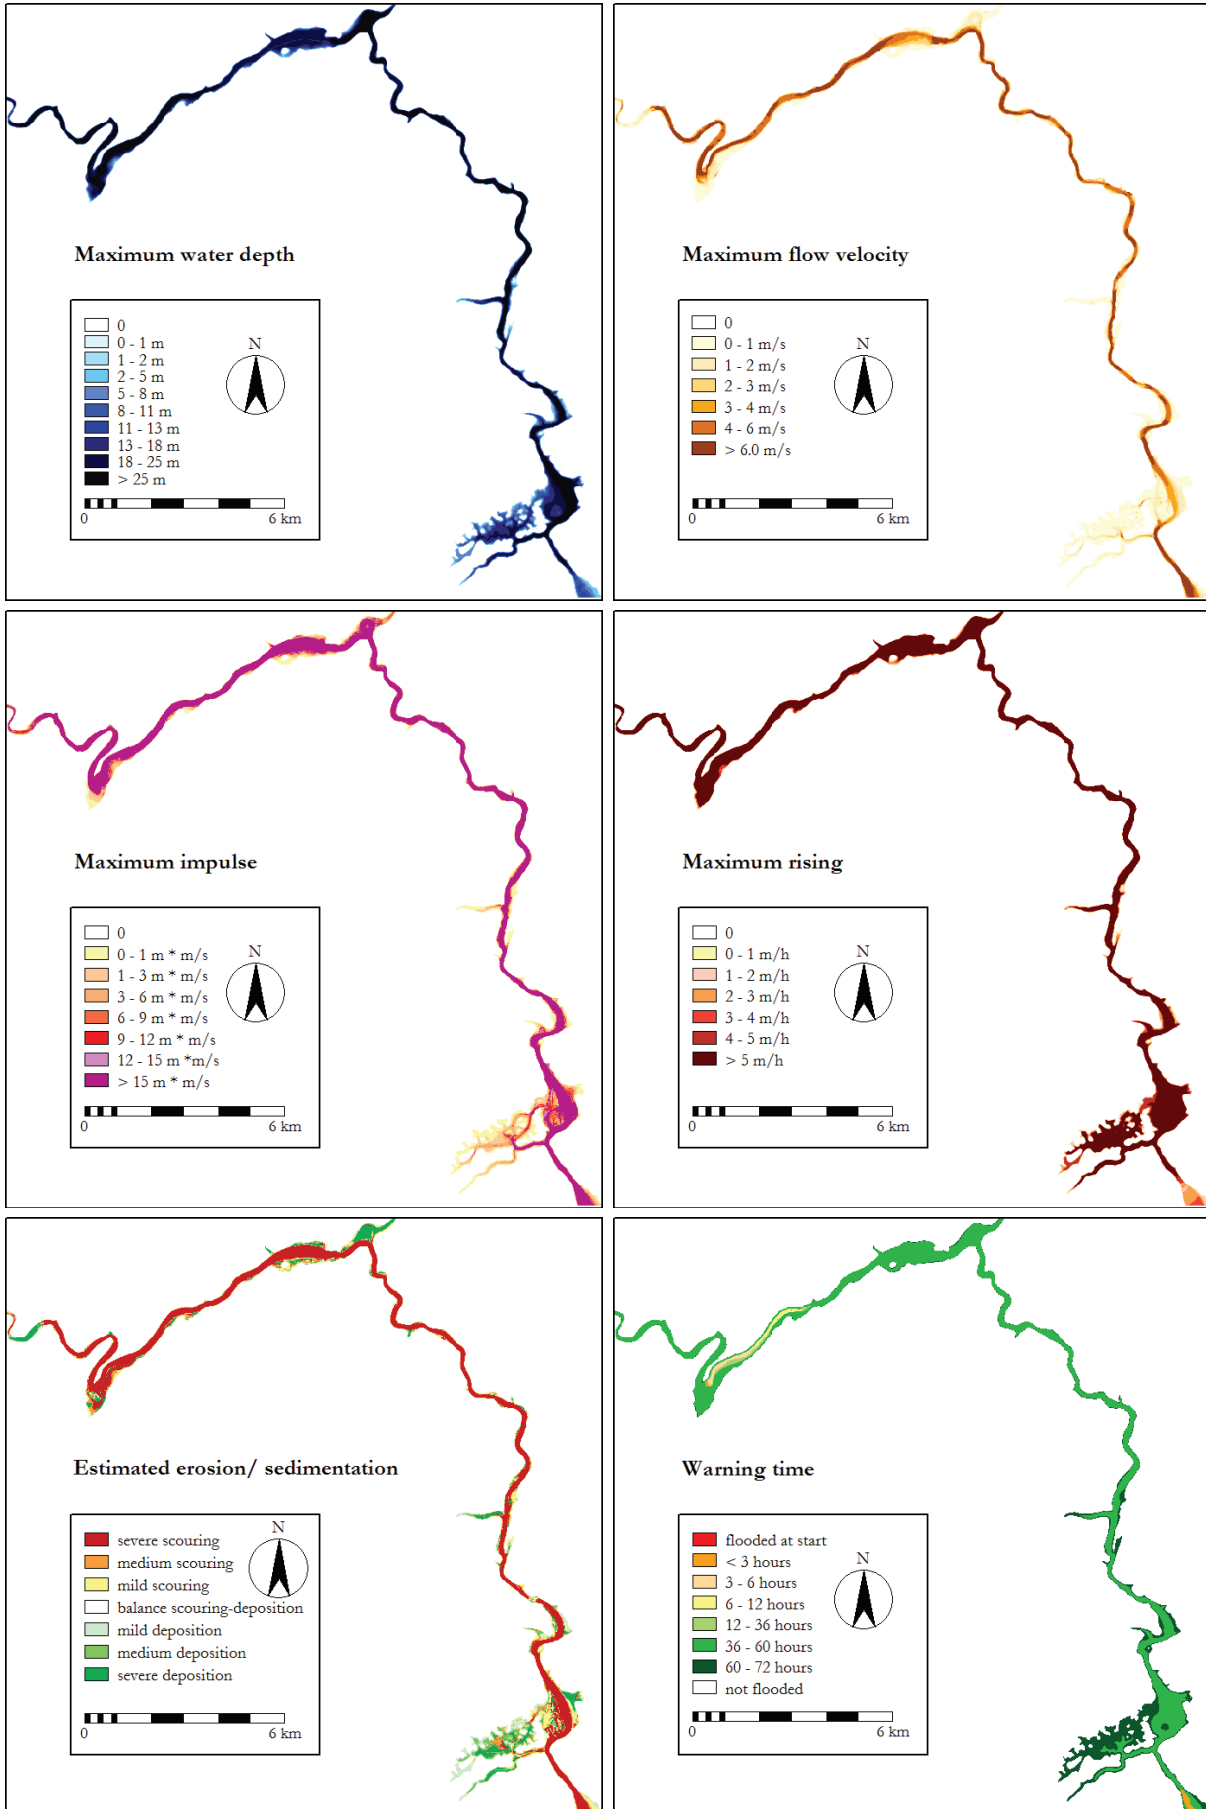 Maximum water depth
0
0 - 1 m
1 - 2 m
2 - 5 m
5 - 8 m
8 - 11 m
11 - 13 m
13 - 18 m
18 - 25 m
> 25 m
N
0 6 km
Maximum flow velocity
0
0 - 1 m/s
1 - 2 m/s
2 - 3 m/s
3 - 4 m/s
4 - 6 m/s
> 6.0 m/s
N
0 6 km
Maximum impulse
0
0 - 1 m * m/s
1 - 3 m * m/s
3 - 6 m * m/s
6 - 9 m * m/s
9 - 12 m * m/s
12 - 15 m *m/s
> 15 m * m/s
N
0 6 km
Maximum rising
0
0 - 1 m/h
1 - 2 m/h
2 - 3 m/h
3 - 4 m/h
4 - 5 m/h
> 5 m/h
N
0 6 km
Estimated erosion/ sedimentation
severe scouring
medium scouring
mild scouring
balance scouring-deposition
mild deposition
medium deposition
severe deposition
N
0 6 km
Warning time
flooded at start
< 3 hours
3 - 6 hours
6 - 12 hours
12 - 36 hours
36 - 60 hours
60 - 72 hours
not flooded
N
0 6 km